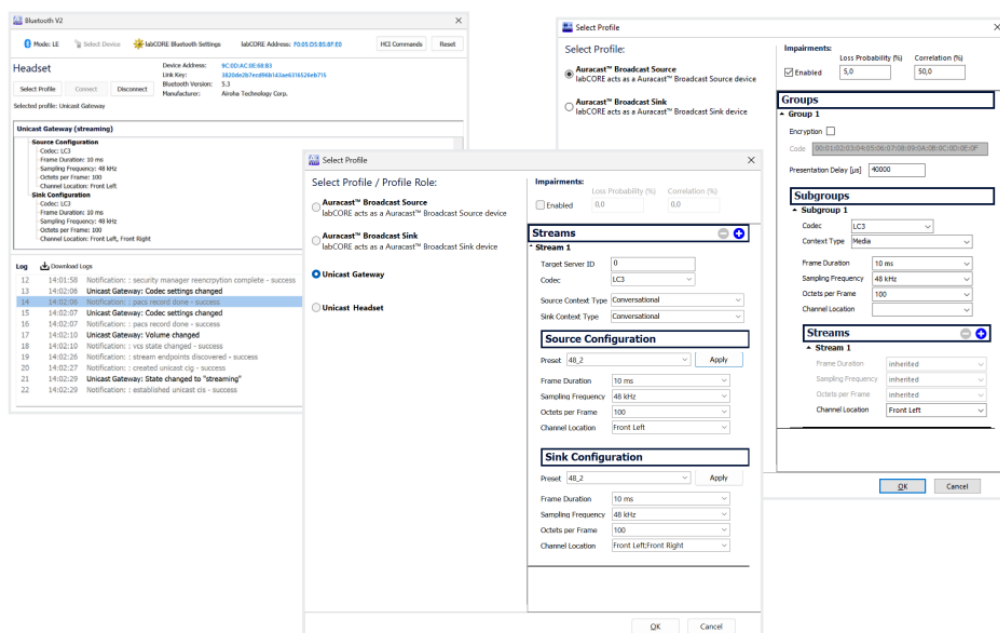 Bluetooth V2
Mode: LE
Select Device
labCORE Bluetooth Settings
labCORE Address: F0:05:D5:B5:8F:E0
HCI Commands
Reset
Headset
Select Profile
Connect
Disconnect
Device Address: 9C:0D:AC:0E:68:B3
Link Key: 3820de2b7ecd96b143ae6316526eb715
Bluetooth Version: 5.3
Manufacturer: Airoha Technology Corp.
Selected profile: Unicast Gateway
Unicast Gateway (streaming)
Source Configuration
Codec: LC3
Frame Duration: 10 ms
Sampling Frequency: 48 kHz
Octets per Frame: 100
Channel Location: Front Left
Sink Configuration
Codec: LC3
Frame Duration: 10 ms
Sampling Frequency: 48 kHz
Octets per Frame: 100
Channel Location: Front Left, Front Right
Log
Download Logs
12 14:01:58 Notification: : security manager reencrpytion complete - success
13 14:02:06 Unicast Gateway: Codec settings changed
14 14:02:06 Notification: : pacs record done - success
15 14:02:07 Unicast Gateway: Codec settings changed
16 14:02:07 Notification: : pacs record done - success
17 14:02:10 Unicast Gateway: Volume changed
18 14:02:10 Notification: : vcs state changed - success
19 14:02:26 Notification: : stream endpoints discovered - success
20 14:02:27 Notification: : created unicast cig - success
21 14:02:29 Unicast Gateway: State changed to "streaming"
22 14:02:29 Notification: : established unicast cis - success
Select Profile
Select Profile / Profile Role:
Auracast™ Broadcast Source
labCORE acts as a Auracast™ Broadcast Source device
Auracast™ Broadcast Sink
labCORE acts as a Auracast™ Broadcast Sink device
Unicast Gateway
Unicast Headset
Impairments:
Loss Probability (%) Correlation (%)
Enabled 0,0 0,0
Streams
Stream 1
Target Server ID 0
Codec LC3
Source Context Type Conversational
Sink Context Type Conversational
Source Configuration
Preset 48_2 Apply
Frame Duration 10 ms
Sampling Frequency 48 kHz
Octets per Frame 100
Channel Location Front Left
Sink Configuration
Preset 48_2 Apply
Frame Duration 10 ms
Sampling Frequency 48 kHz
Octets per Frame 100
Channel Location Front Left;Front Right
OK Cancel
Select Profile
Select Profile:
Auracast™ Broadcast Source
labCORE acts as a Auracast™ Broadcast Source device
Auracast™ Broadcast Sink
labCORE acts as a Auracast™ Broadcast Sink device
Impairments:
Loss Probability (%) Correlation (%)
Enabled 5,0 50,0
Groups
Group 1
Encryption
Code 00:01:02:03:04:05:06:07:08:09:0A:0B:0C:0D:0E:0F
Presentation Delay [µs] 40000
Subgroups
Subgroup 1
Codec LC3
Context Type Media
Frame Duration 10 ms
Sampling Frequency 48 kHz
Octets per Frame 100
Channel Location
Streams
Stream 1
Frame Duration inherited
Sampling Frequency inherited
Octets per Frame inherited
Channel Location Front Left
OK Cancel